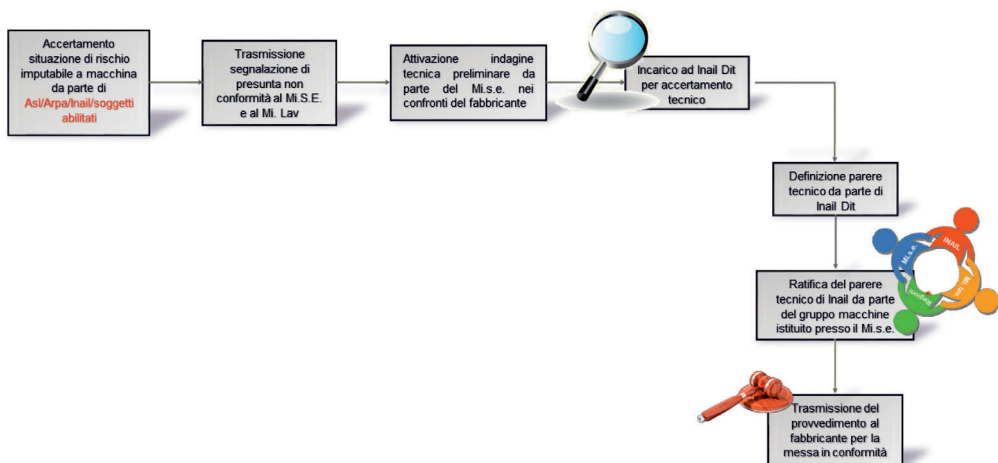 Accertamento
situazione di rischio
imputabile a macchina
da parte di
Asl/Arpa/Inail/soggetti
abilitati
Trasmissione
segnalazione di
presunta non
conformità al Mi.S.E.
e al Mi. Lav
Attivazione indagine
tecnica preliminare da
parte del Mi.s.e. nei
confronti del fabbricante
Incarico ad Inail Dit
per accertamento
tecnico
Definizione parere
tecnico da parte di
Inail Dit
Ratifica del parere
tecnico di Inail da parte
del gruppo macchine
istituito presso il Mi.s.e.
Mi.s.e.
INAIL
Mi. lav.
Regioni
Trasmissione del
provvedimento al
fabbricante per la
messa in conformità